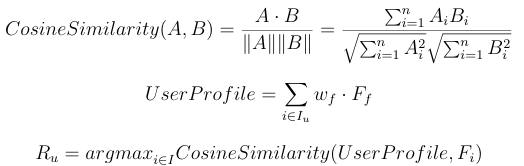 CosineSimilarity(A, B) = \frac{A \cdot B}{\|A\|\|B\|} = \frac{\sum_{i=1}^{n} A_i B_i}{\sqrt{\sum_{i=1}^{n} A_i^2}\sqrt{\sum_{i=1}^{n} B_i^2}}
UserProfile = \sum_{i \in I_u} w_f \cdot F_f
R_u = argmax_{i \in I} CosineSimilarity(UserProfile, F_i)